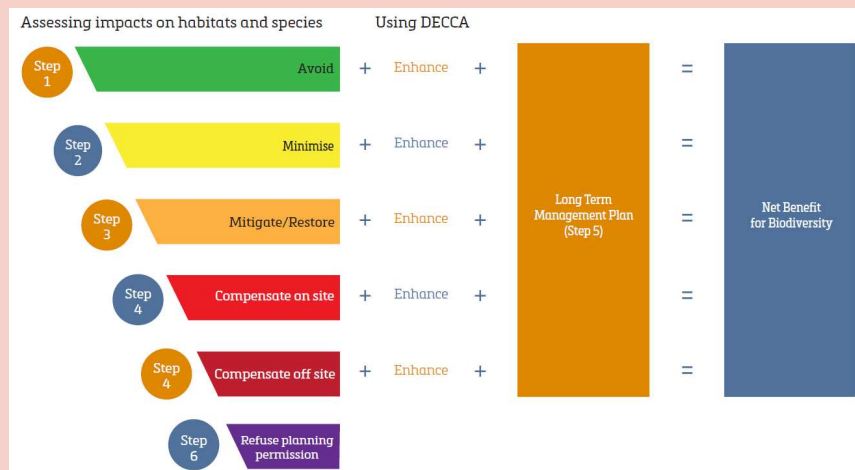 Assessing impacts on habitats and species
Using DECCA
Step
1
Avoid
+
Enhance
+
=
Step
2
Minimise
+
Enhance
+
=
Step
3
Mitigate/Restore
+
Enhance
+
=
Step
4
Compensate on site
+
Enhance
+
=
Step
4
Compensate off site
+
Enhance
+
=
Step
6
Refuse planning
permission
Long Term
Management Plan
(Step 5)
Net Benefit
for Biodiversity